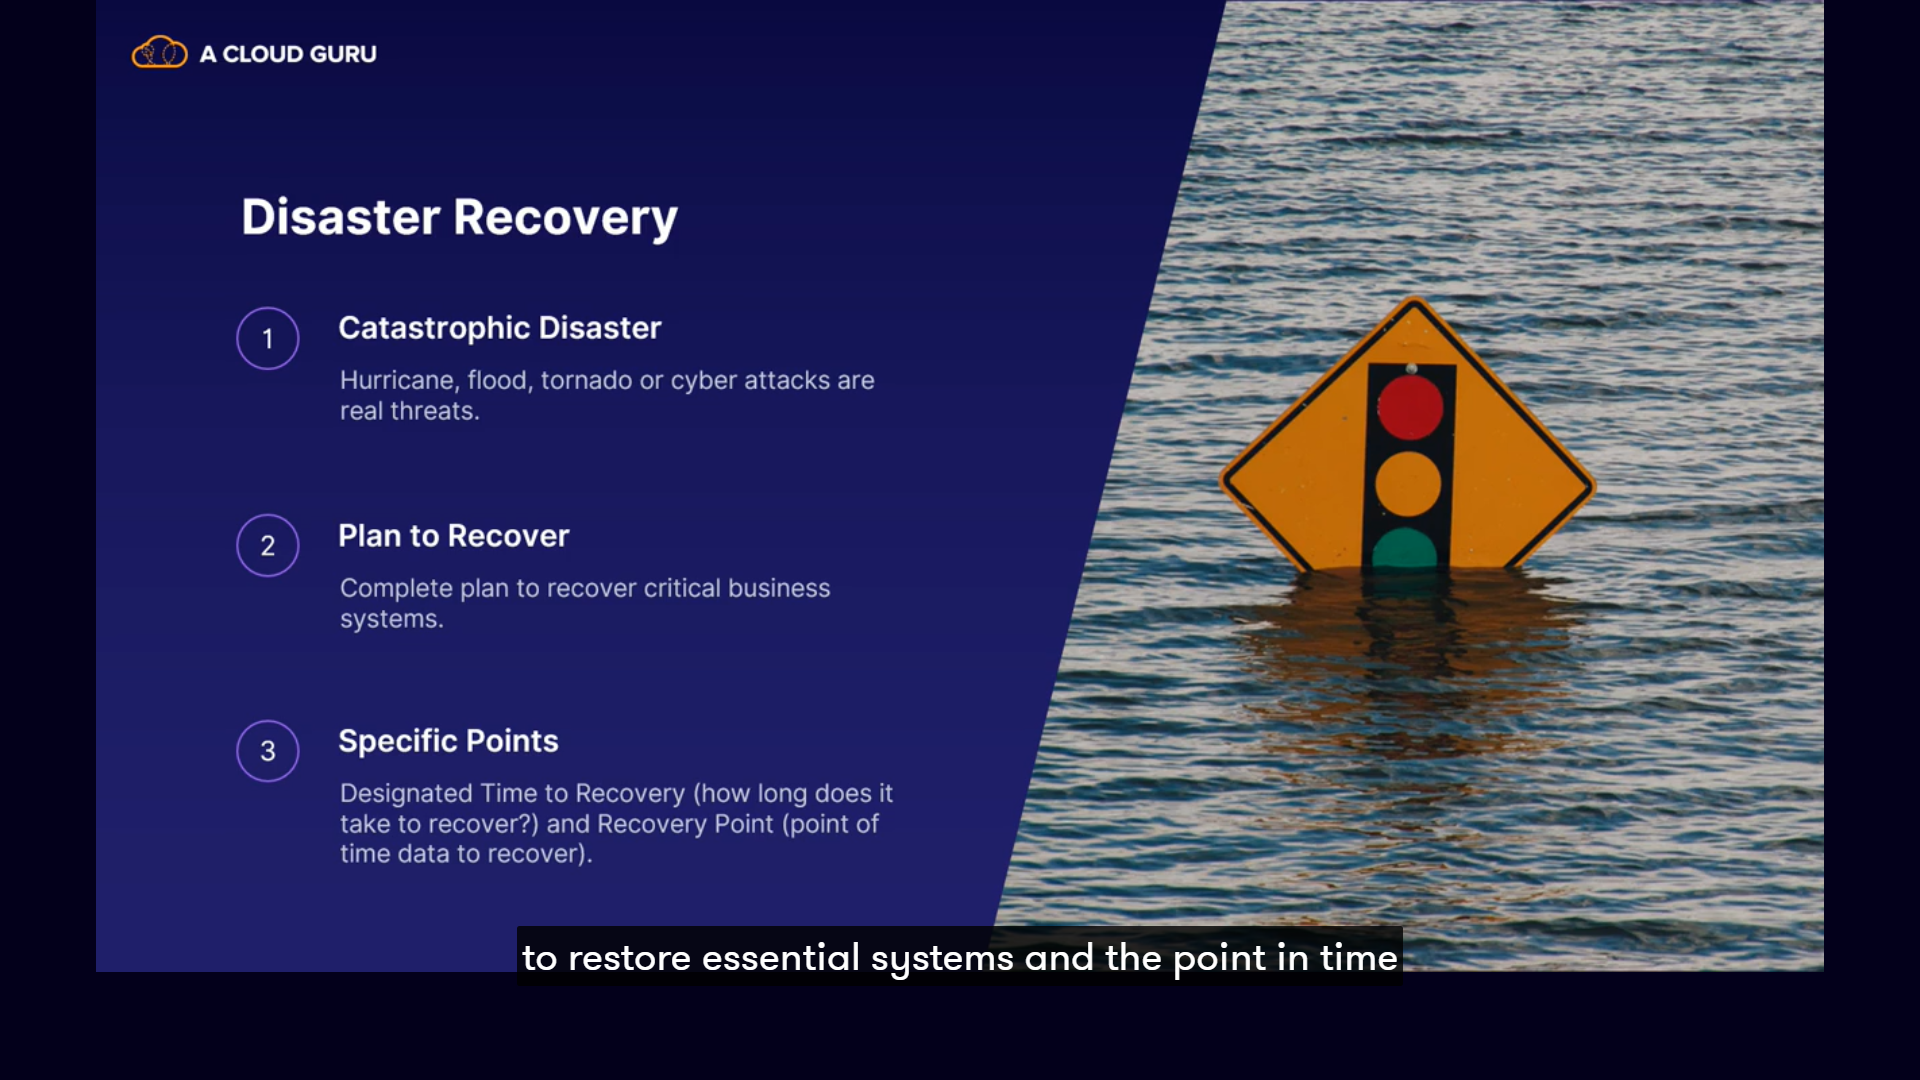 A CLOUD GURU
Disaster Recovery
1
Catastrophic Disaster
Hurricane, flood, tornado or cyber attacks are
real threats.
2
Plan to Recover
Complete plan to recover critical business
systems.
3
Specific Points
Designated Time to Recovery (how long does it
take to recover?) and Recovery Point (point of
time data to recover).
to restore essential systems and the point in time